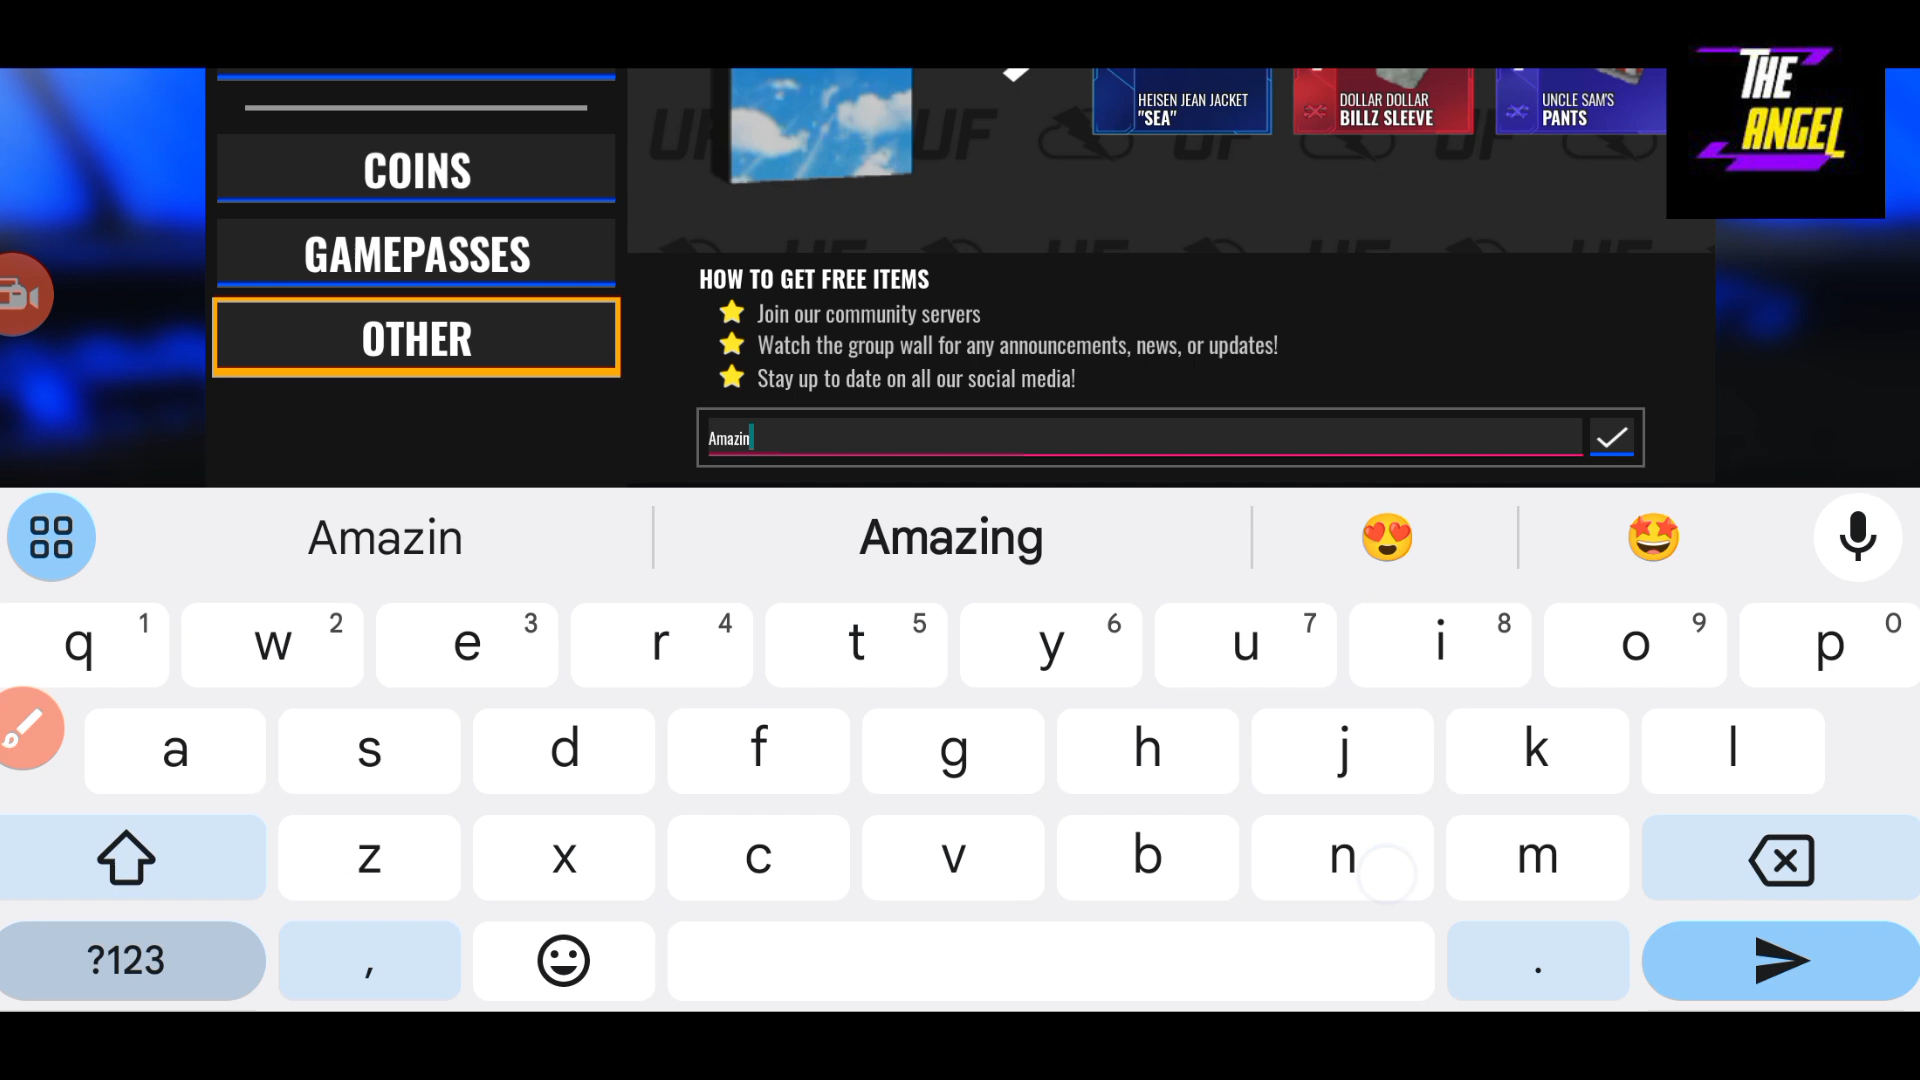 THE
ANGEL
HEISEN JEAN JACKET
"SEA"
DOLLAR DOLLAR
BILLZ SLEEVE
UNCLE SAM'S
PANTS
UF
UF
UF
COINS
GAMEPASSES
OTHER
HOW TO GET FREE ITEMS
Join our community servers
Watch the group wall for any announcements, news, or updates!
Stay up to date on all our social media!
Amazin
Amazin Amazing
q 1 w 2 e 3 r 4 t 5 y 6 u 7 i 8 o 9 p 0
a s d f g h j k l
z x c v b n m
?123 , .